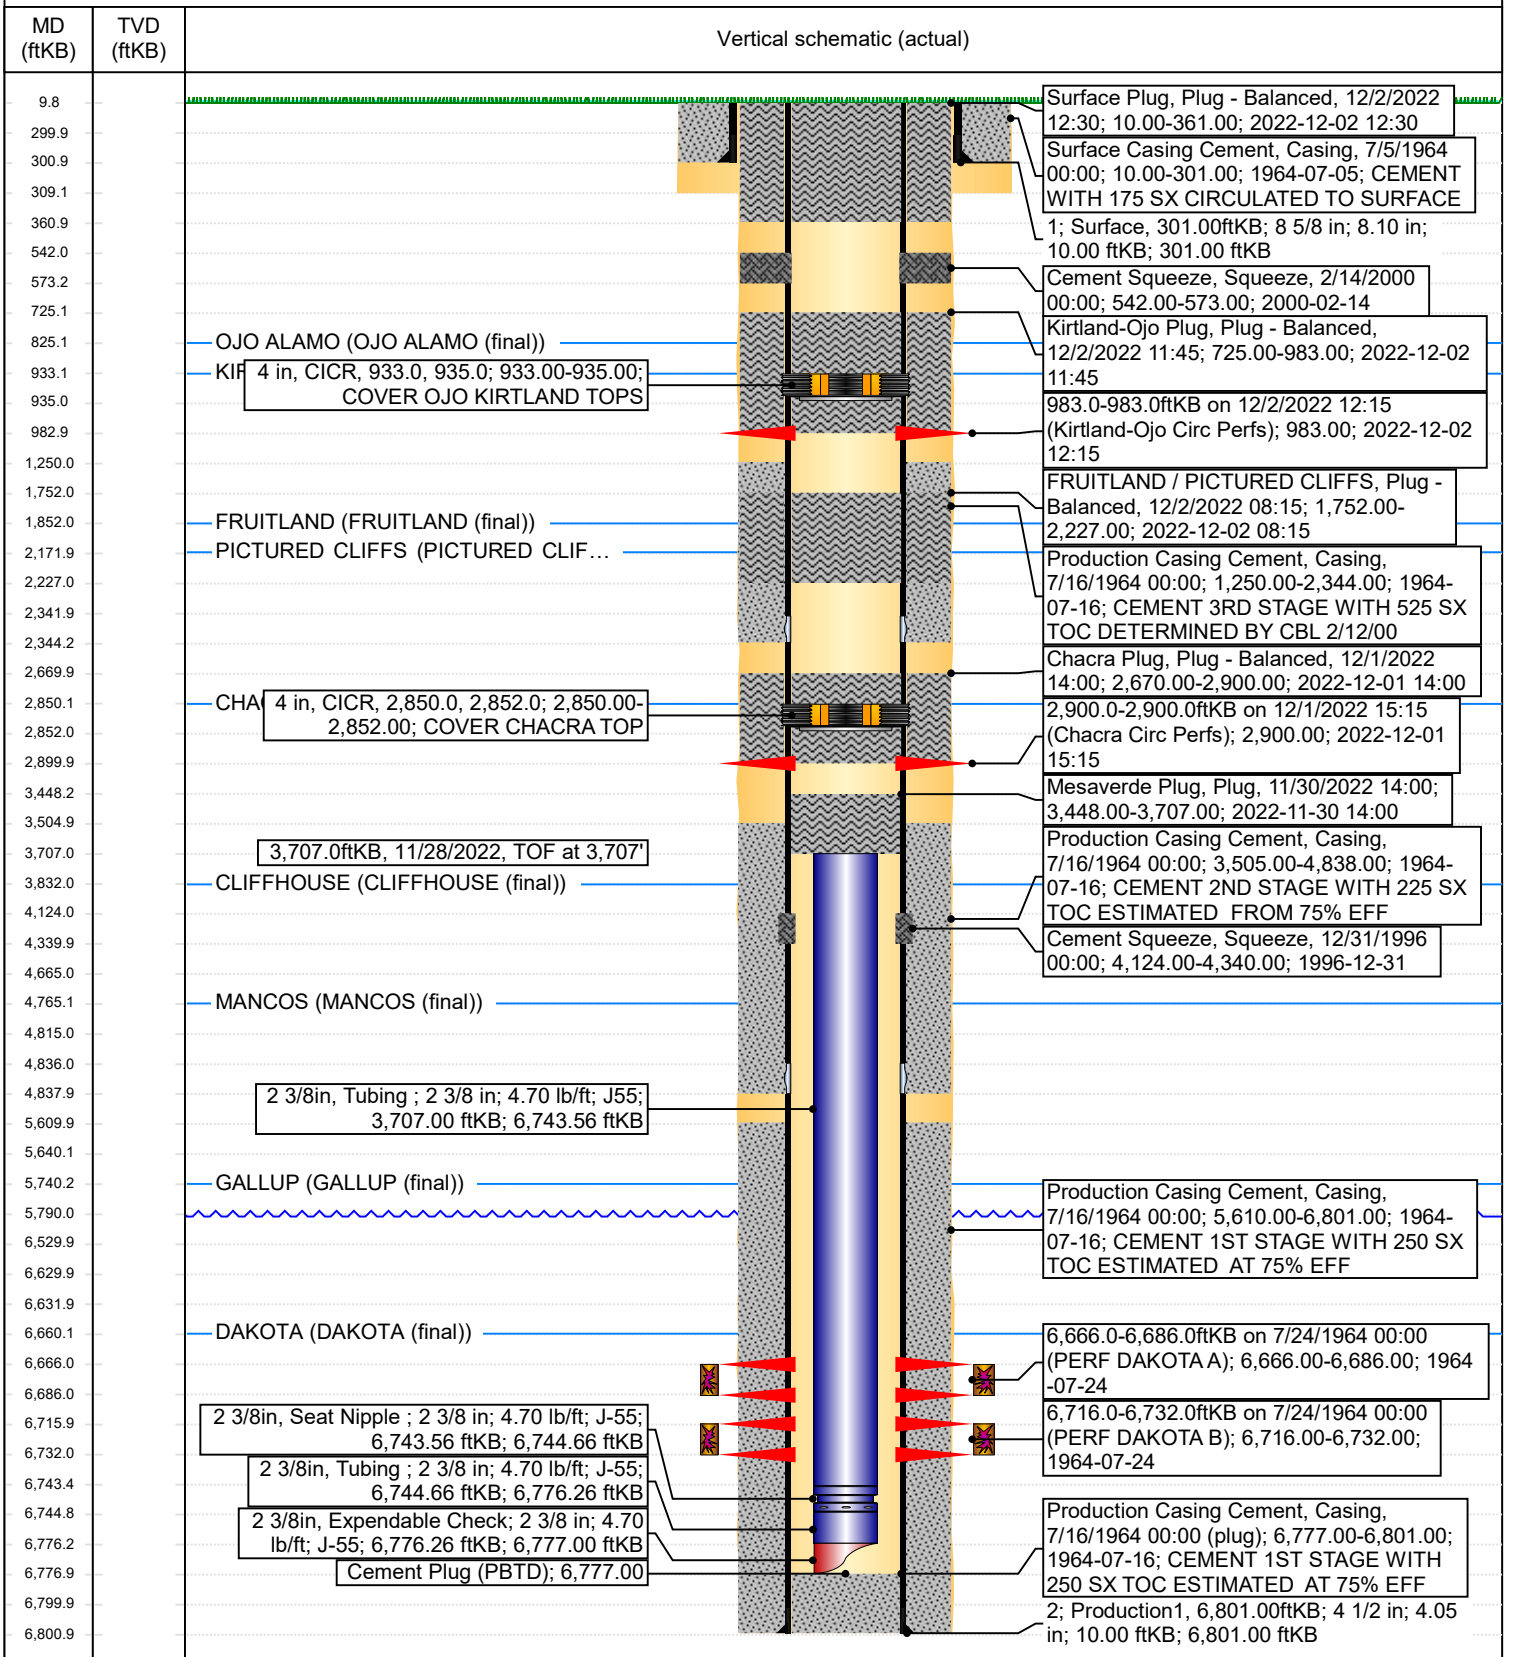 MD
(ftKB)
TVD
(ftKB)
Vertical schematic (actual)
9.8
299.9
300.9
309.1
360.9
542.0
573.2
725.1
825.1
933.1
935.0
982.9
1,250.0
1,752.0
1,852.0
2,171.9
2,227.0
2,341.9
2,344.2
2,669.9
2,850.1
2,852.0
2,899.9
3,448.2
3,504.9
3,707.0
3,832.0
4,124.0
4,339.9
4,665.0
4,765.1
4,815.0
4,836.0
4,837.9
5,609.9
5,640.1
5,740.2
5,790.0
6,529.9
6,629.9
6,631.9
6,660.1
6,666.0
6,686.0
6,715.9
6,732.0
6,743.4
6,744.8
6,776.2
6,776.9
6,799.9
6,800.9
OJO ALAMO (OJO ALAMO (final))
KIR
4 in, CICR, 933.0, 935.0; 933.00-935.00;
COVER OJO KIRTLAND TOPS
FRUITLAND (FRUITLAND (final))
PICTURED CLIFFS (PICTURED CLIF...
CHA
4 in, CICR, 2,850.0, 2,852.0; 2,850.00-
2,852.00; COVER CHACRA TOP
3,707.0ftKB, 11/28/2022, TOF at 3,707'
CLIFFHOUSE (CLIFFHOUSE (final))
MANCOS (MANCOS (final))
2 3/8in, Tubing ; 2 3/8 in; 4.70 lb/ft; J55;
3,707.00 ftKB; 6,743.56 ftKB
GALLUP (GALLUP (final))
DAKOTA (DAKOTA (final))
2 3/8in, Seat Nipple ; 2 3/8 in; 4.70 lb/ft; J-55;
6,743.56 ftKB; 6,744.66 ftKB
2 3/8in, Tubing ; 2 3/8 in; 4.70 lb/ft; J-55;
6,744.66 ftKB; 6,776.26 ftKB
2 3/8in, Expendable Check; 2 3/8 in; 4.70
lb/ft; J-55; 6,776.26 ftKB; 6,777.00 ftKB
Cement Plug (PBTD); 6,777.00
Surface Plug, Plug - Balanced, 12/2/2022
12:30; 10.00-361.00; 2022-12-02 12:30
Surface Casing Cement, Casing, 7/5/1964
00:00; 10.00-301.00; 1964-07-05; CEMENT
WITH 175 SX CIRCULATED TO SURFACE
1; Surface, 301.00ftKB; 8 5/8 in; 8.10 in;
10.00 ftKB; 301.00 ftKB
Cement Squeeze, Squeeze, 2/14/2000
00:00; 542.00-573.00; 2000-02-14
Kirtland-Ojo Plug, Plug - Balanced,
12/2/2022 11:45; 725.00-983.00; 2022-12-02
11:45
983.0-983.0ftKB on 12/2/2022 12:15
(Kirtland-Ojo Circ Perfs); 983.00; 2022-12-02
12:15
FRUITLAND / PICTURED CLIFFS, Plug -
Balanced, 12/2/2022 08:15; 1,752.00-
2,227.00; 2022-12-02 08:15
Production Casing Cement, Casing,
7/16/1964 00:00; 1,250.00-2,344.00; 1964-
07-16; CEMENT 3RD STAGE WITH 525 SX
TOC DETERMINED BY CBL 2/12/00
Chacra Plug, Plug - Balanced, 12/1/2022
14:00; 2,670.00-2,900.00; 2022-12-01 14:00
2,900.0-2,900.0ftKB on 12/1/2022 15:15
(Chacra Circ Perfs); 2,900.00; 2022-12-01
15:15
Mesaverde Plug, Plug, 11/30/2022 14:00;
3,448.00-3,707.00; 2022-11-30 14:00
Production Casing Cement, Casing,
7/16/1964 00:00; 3,505.00-4,838.00; 1964-
07-16; CEMENT 2ND STAGE WITH 225 SX
TOC ESTIMATED  FROM 75% EFF
Cement Squeeze, Squeeze, 12/31/1996
00:00; 4,124.00-4,340.00; 1996-12-31
Production Casing Cement, Casing,
7/16/1964 00:00; 5,610.00-6,801.00; 1964-
07-16; CEMENT 1ST STAGE WITH 250 SX
TOC ESTIMATED  AT 75% EFF
6,666.0-6,686.0ftKB on 7/24/1964 00:00
(PERF DAKOTA A); 6,666.00-6,686.00; 1964
-07-24
6,716.0-6,732.0ftKB on 7/24/1964 00:00
(PERF DAKOTA B); 6,716.00-6,732.00;
1964-07-24
Production Casing Cement, Casing,
7/16/1964 00:00 (plug); 6,777.00-6,801.00;
1964-07-16; CEMENT 1ST STAGE WITH
250 SX TOC ESTIMATED  AT 75% EFF
2; Production1, 6,801.00ftKB; 4 1/2 in; 4.05
in; 10.00 ftKB; 6,801.00 ftKB